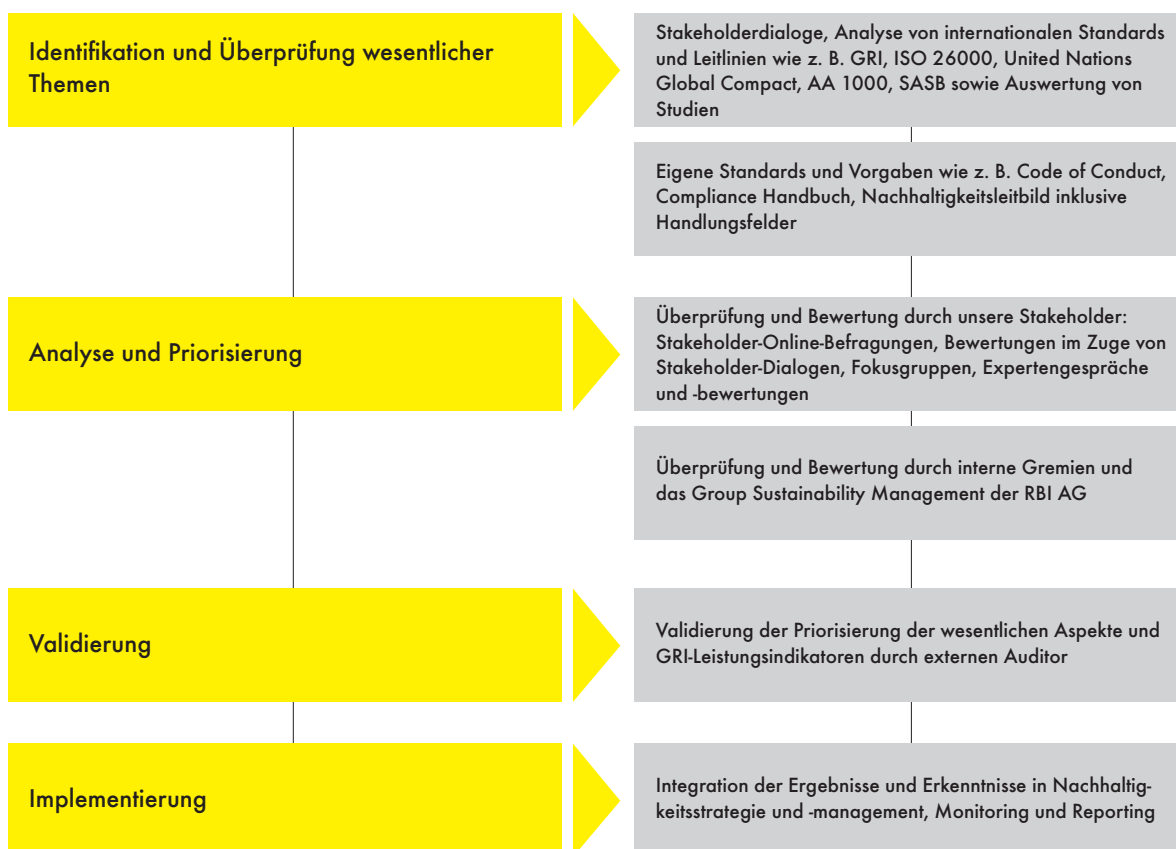 Identifikation und Überprüfung wesentlicher
Themen
Stakeholderdialoge, Analyse von internationalen Standards
und Leitlinien wie z. B. GRI, ISO 26000, United Nations
Global Compact, AA 1000, SASB sowie Auswertung von
Studien
Eigene Standards und Vorgaben wie z. B. Code of Conduct,
Compliance Handbuch, Nachhaltigkeitsleitbild inklusive
Handlungsfelder
Analyse und Priorisierung
Überprüfung und Bewertung durch unsere Stakeholder:
Stakeholder-Online-Befragungen, Bewertungen im Zuge von
Stakeholder-Dialogen, Fokusgruppen, Expertengespräche
und -bewertungen
Überprüfung und Bewertung durch interne Gremien und
das Group Sustainability Management der RBI AG
Validierung
Validierung der Priorisierung der wesentlichen Aspekte und
GRI-Leistungsindikatoren durch externen Auditor
Implementierung
Integration der Ergebnisse und Erkenntnisse in Nachhaltig-
keitsstrategie und -management, Monitoring und Reporting